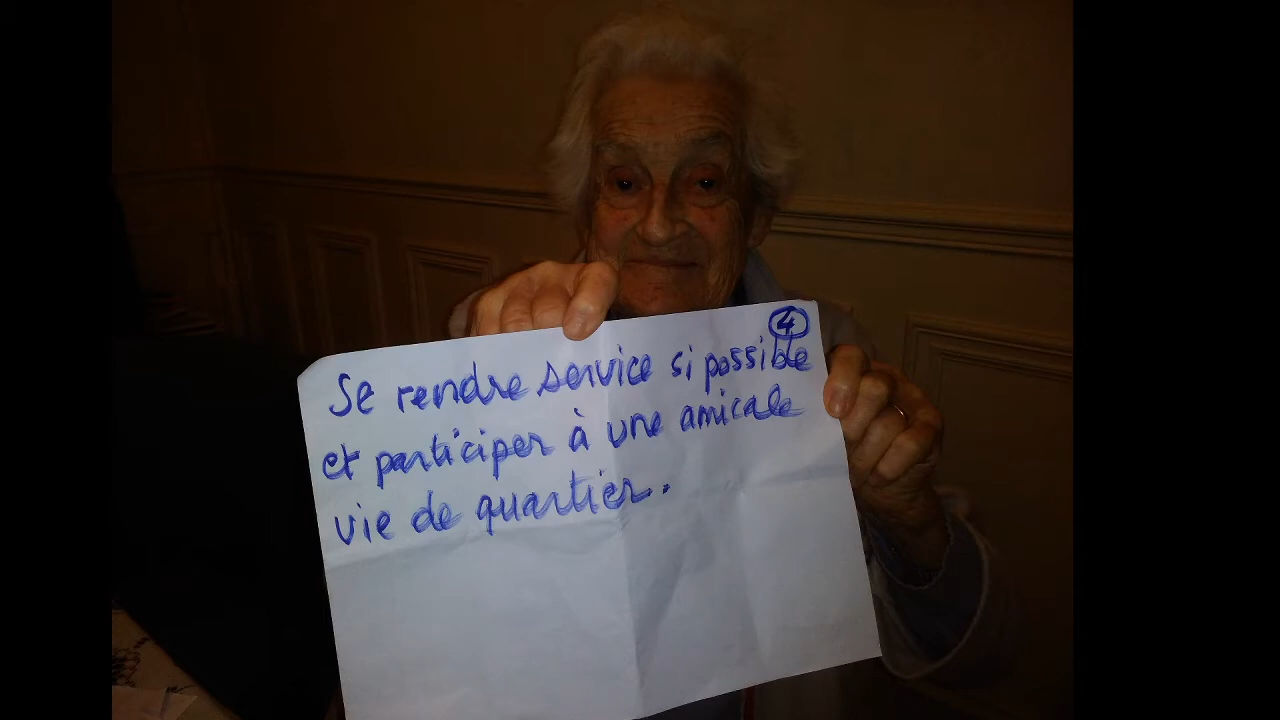 4
Se rendre service si possible
et participer à une amicale
vie de quartier.